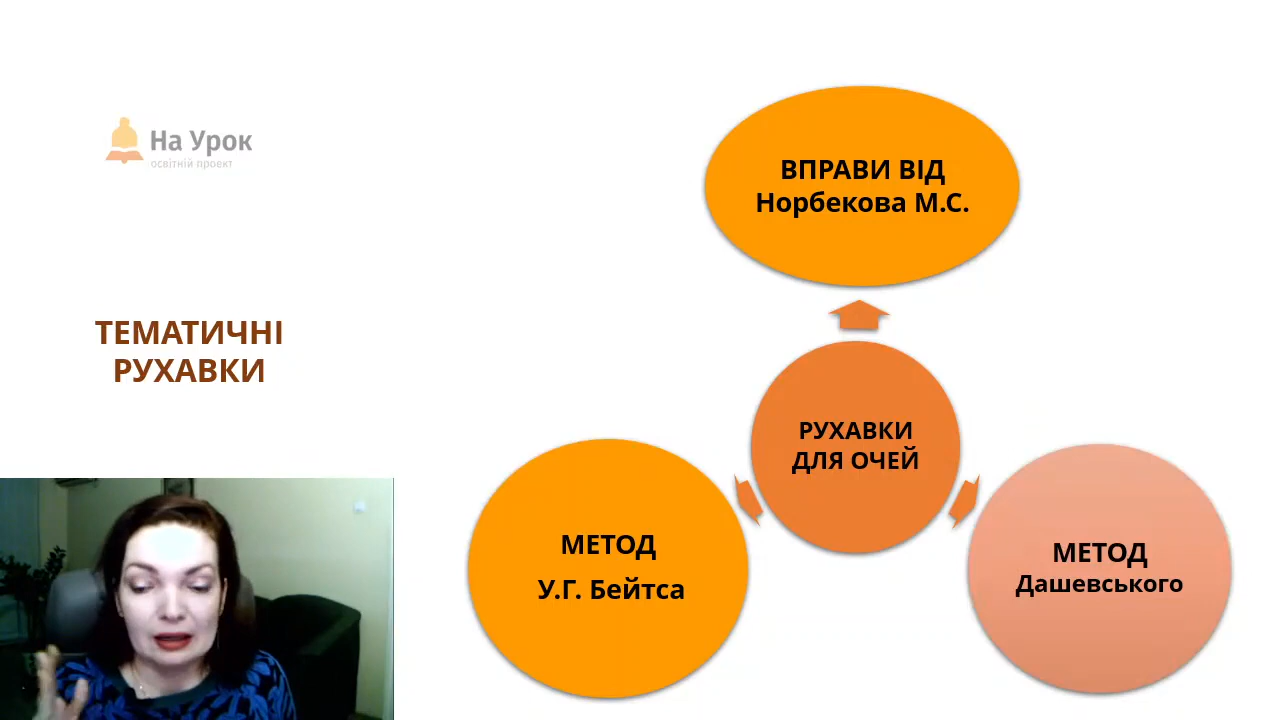 На Урок
освітній проект
ТЕМАТИЧНІ
РУХАВКИ
ВПРАВИ ВІД
Норбекова М.С.
РУХАВКИ
ДЛЯ ОЧЕЙ
МЕТОД
У.Г. Бейтса
МЕТОД
Дашевського